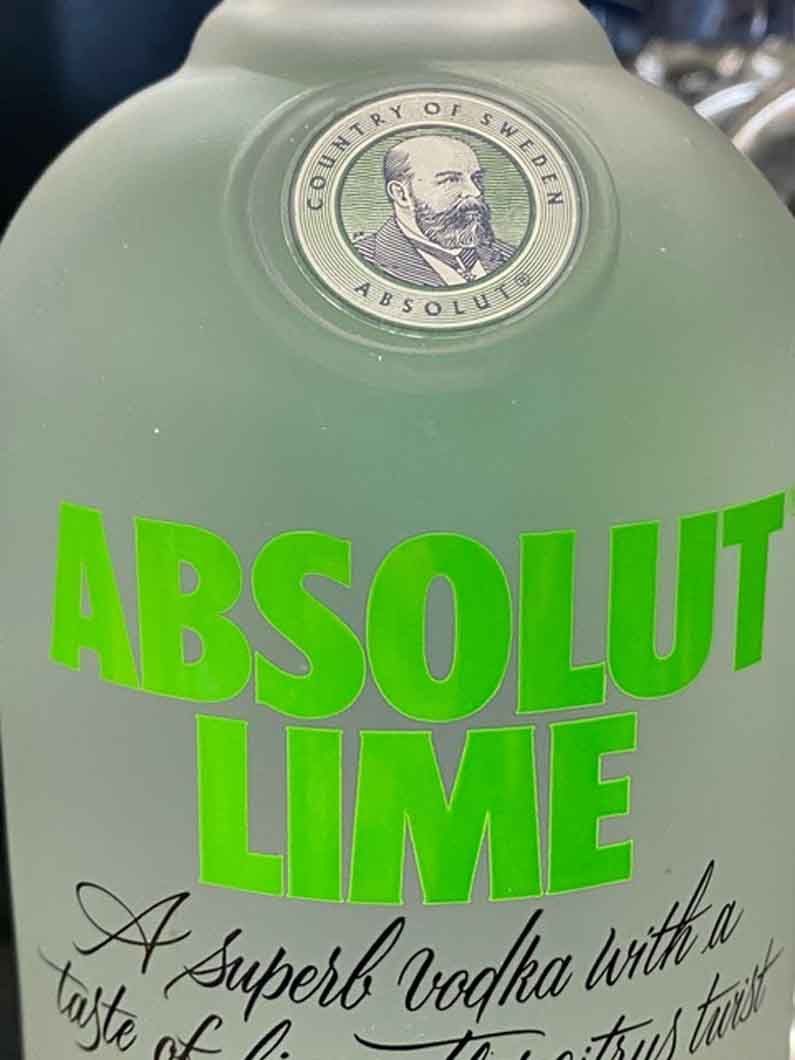 COUNTRY OF SWEDEN
ABSOLUT®
ABSOLUT
LIME
A superb vodka with a
taste of citrus twist